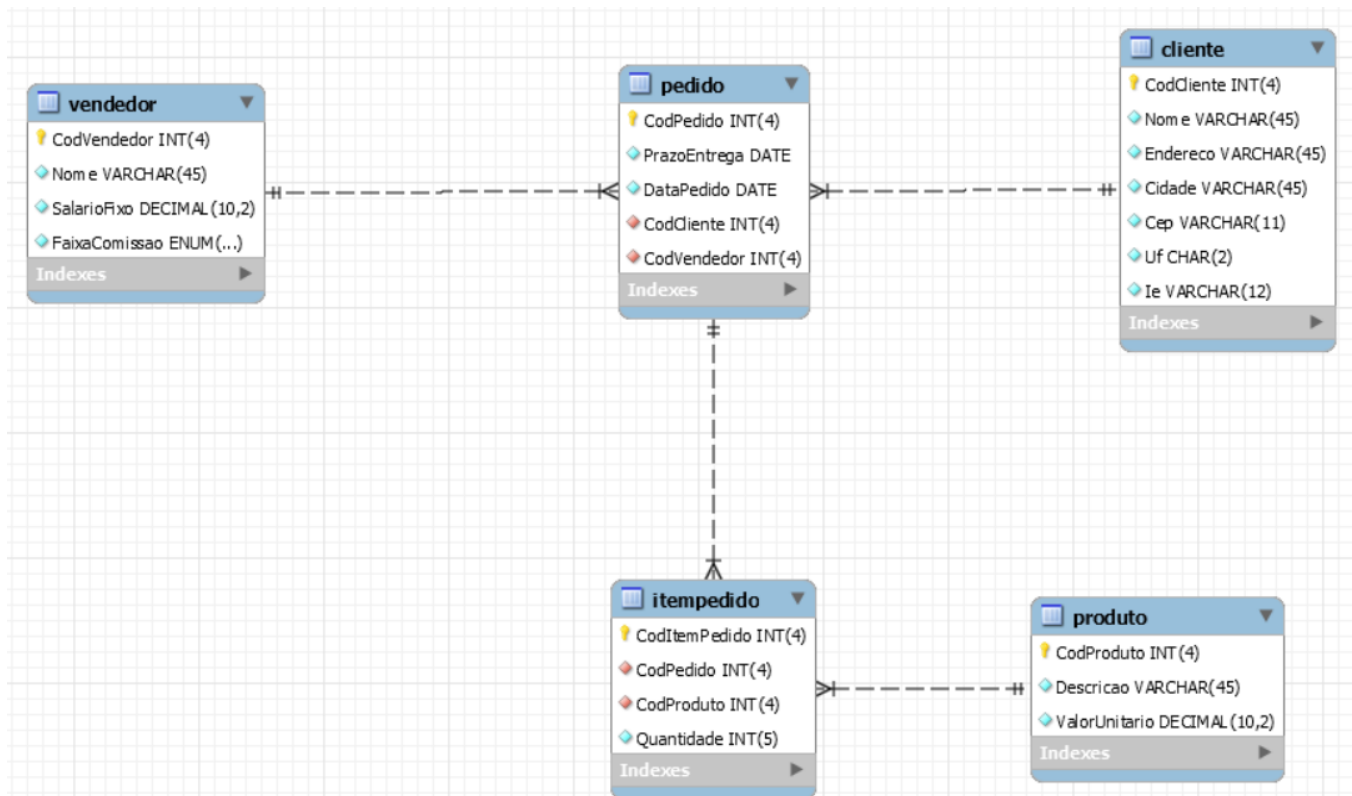 vendedor
CodVendedor INT(4)
Nome VARCHAR(45)
SalarioFixo DECIMAL(10,2)
FaixaComissao ENUM(...)
Indexes
pedido
CodPedido INT(4)
PrazoEntrega DATE
DataPedido DATE
CodCliente INT(4)
CodVendedor INT(4)
Indexes
cliente
CodCliente INT(4)
Nome VARCHAR(45)
Endereco VARCHAR(45)
Cidade VARCHAR(45)
Cep VARCHAR(11)
Uf CHAR(2)
Ie VARCHAR(12)
Indexes
itempedido
CodItemPedido INT(4)
CodPedido INT(4)
CodProduto INT(4)
Quantidade INT(5)
Indexes
produto
CodProduto INT(4)
Descricao VARCHAR(45)
ValorUnitario DECIMAL(10,2)
Indexes